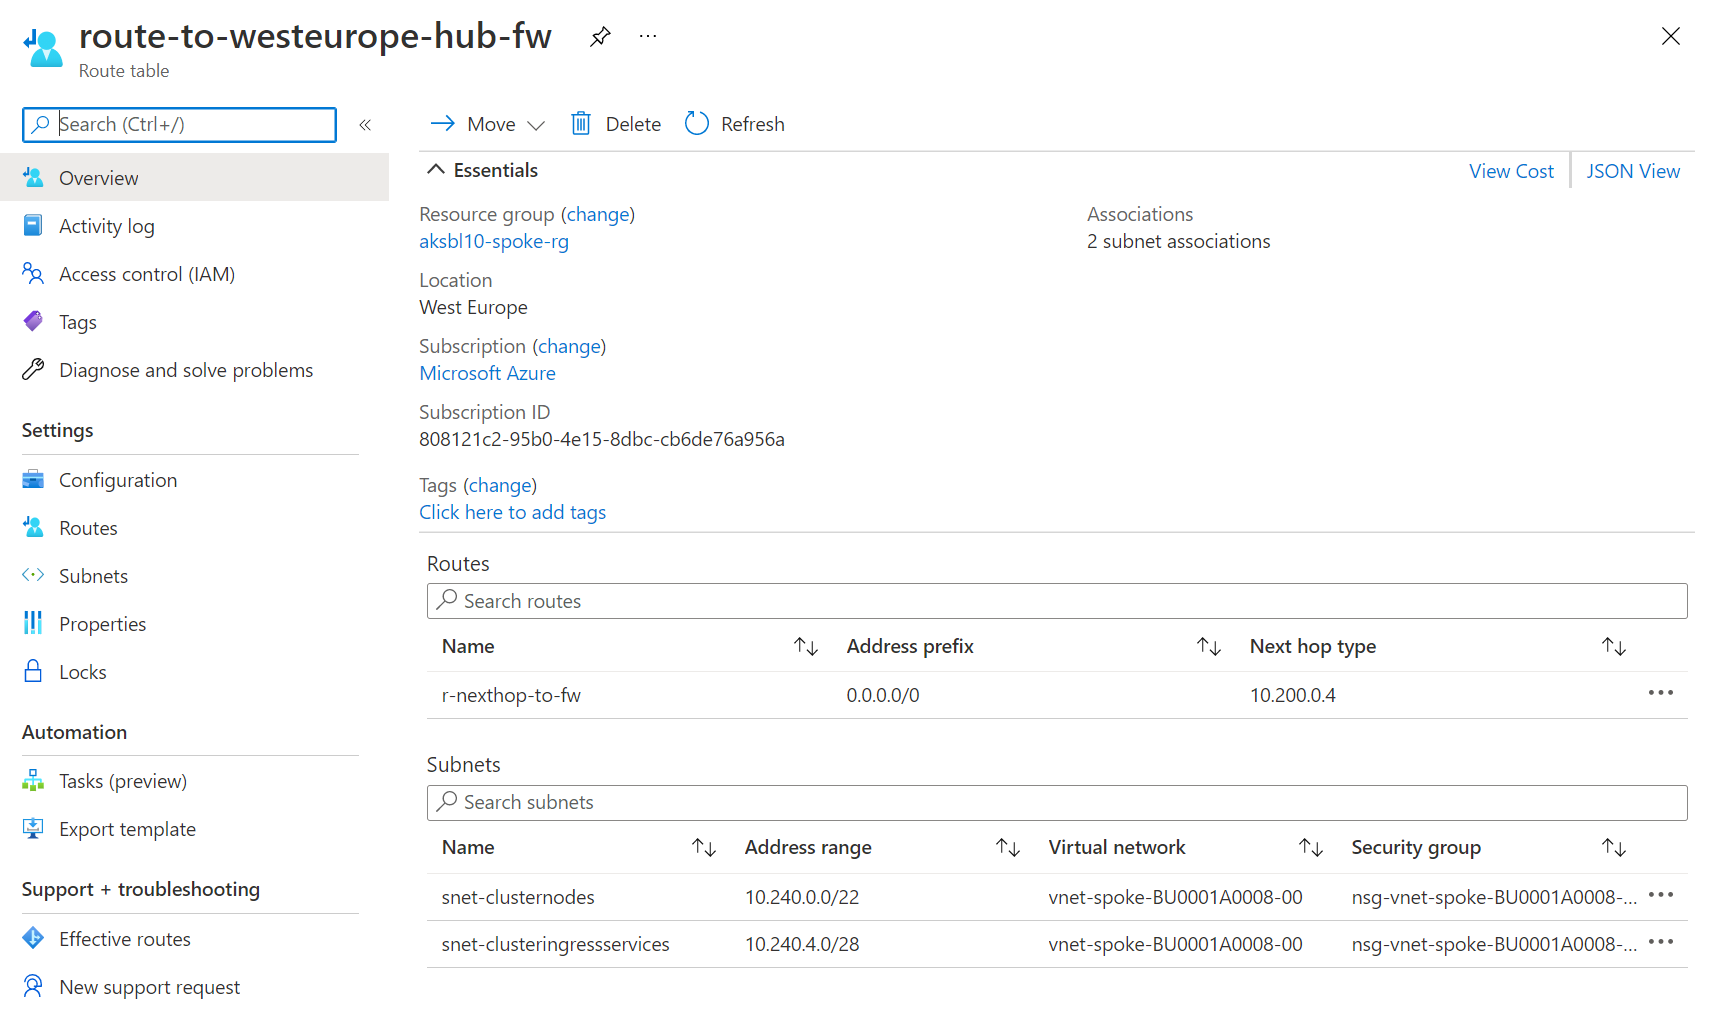 route-to-westeurope-hub-fw
Route table
Search (Ctrl+/)
Overview
Activity log
Access control (IAM)
Tags
Diagnose and solve problems
Settings
Configuration
Routes
Subnets
Properties
Locks
Automation
Tasks (preview)
Export template
Support + troubleshooting
Effective routes
New support request
Move Delete Refresh
Essentials View Cost JSON View
Resource group (change)
aksbl10-spoke-rg
Location
West Europe
Subscription (change)
Microsoft Azure
Subscription ID
808121c2-95b0-4e15-8dbc-cb6de76a956a
Tags (change)
Click here to add tags
Associations
2 subnet associations
Routes
Search routes
Name Address prefix Next hop type
r-nexthop-to-fw 0.0.0.0/0 10.200.0.4
Subnets
Search subnets
Name Address range Virtual network Security group
snet-clusternodes 10.240.0.0/22 vnet-spoke-BU0001A0008-00 nsg-vnet-spoke-BU0001A0008-...
snet-clusteringressservices 10.240.4.0/28 vnet-spoke-BU0001A0008-00 nsg-vnet-spoke-BU0001A0008-...